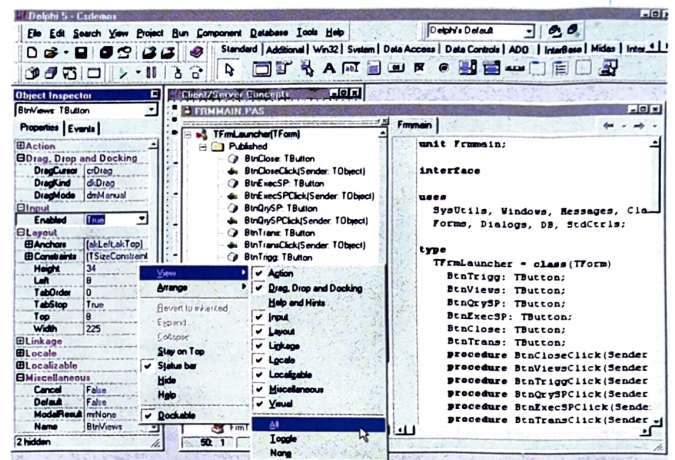 Delphi 5 - Csdemos
File Edit Search View Project Run Component Database Tools Help
Delphi's Default
Standard Additional Win32 System Data Access Data Controls ADO InterBase Midas Inter
Object Inspector
BtnViews: TButton
Properties Events
Action
Drag, Drop and Docking
DragCursor crDrag
DragKind dkDrag
DragMode dmManual
Input
Enabled True
Layout
Anchors [akLeft,akTop]
Constraints (TSizeConstraint
Height 34
Left 8
TabOrder 0
TabStop True
Top 8
Width 225
Linkage
Locale
Localizable
Miscellaneous
Cancel False
Default False
ModalResult mrNone
Name BtnViews
2 hidden
View
Arrange
Revert to inherited
Expand
Collapse
Stay on Top
Status bar
Hide
Help
Dockable
Action
Drag, Drop and Docking
Help and Hints
Input
Layout
Linkage
Locale
Localizable
Miscellaneous
Visual
All
Toggle
None
Client/Server Concepts
FRMMAIN.PAS
TFrmLauncher(TForm)
Published
BtnClose: TButton
BtnCloseClick(Sender: TObject)
BtnExecSP: TButton
BtnExecSPClick(Sender: TObject)
BtnQrySP: TButton
BtnQrySPClick(Sender: TObject)
BtnTrans: TButton
BtnTransClick(Sender: TObject)
BtnTrigg: TButton
50: 1
Frmmain
unit Frmmain;
interface
uses
SysUtils, Windows, Messages, Cla
Forms, Dialogs, DB, StdCtrls;
type
TFrmLauncher = class(TForm)
BtnTrigg: TButton;
BtnViews: TButton;
BtnQrySP: TButton;
BtnExecSP: TButton;
BtnClose: TButton;
BtnTrans: TButton;
procedure BtnCloseClick(Sender
procedure BtnViewsClick(Sender
procedure BtnTriggClick(Sender
procedure BtnQrySPClick(Sender
procedure BtnExecSPClick(Sende:
procedure BtnTransClick(Sender